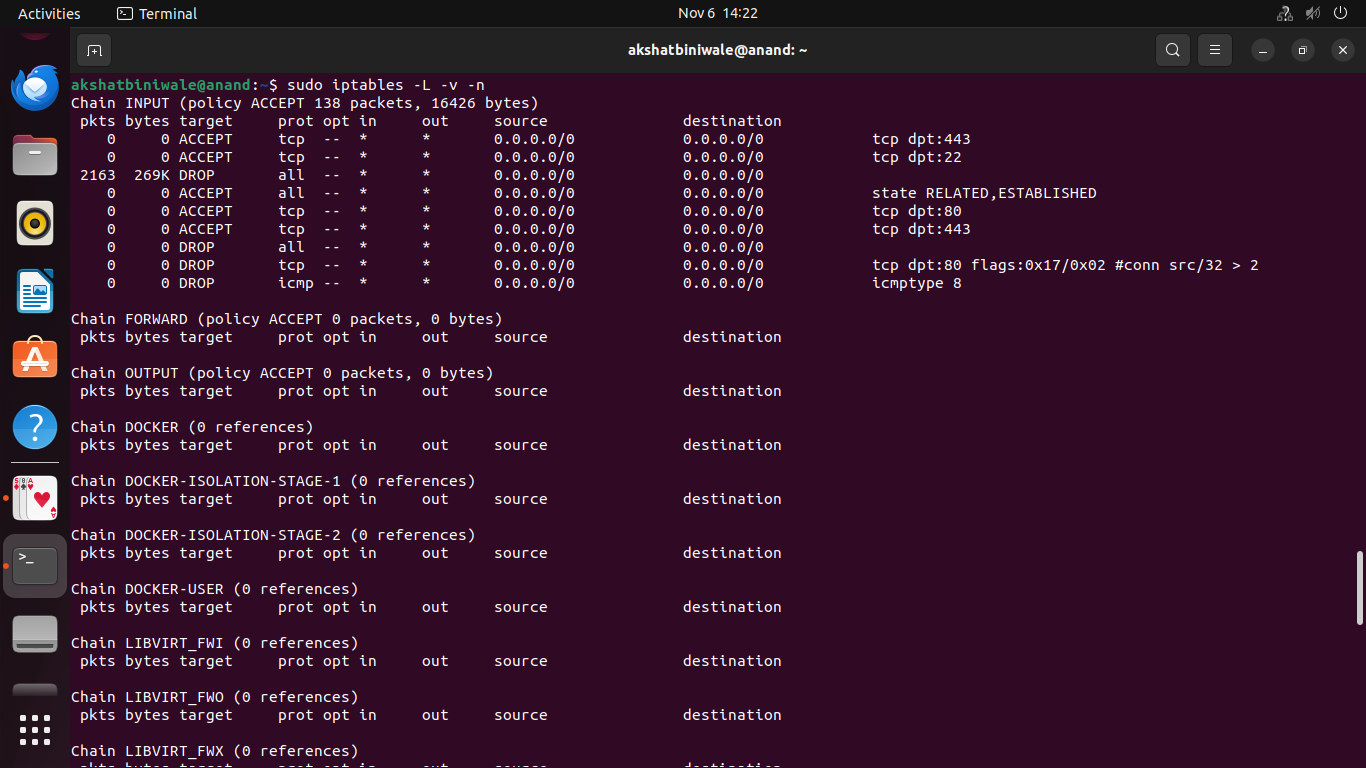 Activities
Terminal
Nov 6 14:22
akshatbiniwale@anand: ~
akshatbiniwale@anand:~$ sudo iptables -L -v -n
Chain INPUT (policy ACCEPT 138 packets, 16426 bytes)
 pkts bytes target     prot opt in     out     source               destination
    0     0 ACCEPT     tcp  --  *      *       0.0.0.0/0            0.0.0.0/0            tcp dpt:443
    0     0 ACCEPT     tcp  --  *      *       0.0.0.0/0            0.0.0.0/0            tcp dpt:22
 2163  269K DROP       all  --  *      *       0.0.0.0/0            0.0.0.0/0
    0     0 ACCEPT     all  --  *      *       0.0.0.0/0            0.0.0.0/0            state RELATED,ESTABLISHED
    0     0 ACCEPT     tcp  --  *      *       0.0.0.0/0            0.0.0.0/0            tcp dpt:80
    0     0 ACCEPT     tcp  --  *      *       0.0.0.0/0            0.0.0.0/0            tcp dpt:443
    0     0 DROP       all  --  *      *       0.0.0.0/0            0.0.0.0/0
    0     0 DROP       tcp  --  *      *       0.0.0.0/0            0.0.0.0/0            tcp dpt:80 flags:0x17/0x02 #conn src/32 > 2
    0     0 DROP       icmp --  *      *       0.0.0.0/0            0.0.0.0/0            icmptype 8
Chain FORWARD (policy ACCEPT 0 packets, 0 bytes)
 pkts bytes target     prot opt in     out     source               destination
Chain OUTPUT (policy ACCEPT 0 packets, 0 bytes)
 pkts bytes target     prot opt in     out     source               destination
Chain DOCKER (0 references)
 pkts bytes target     prot opt in     out     source               destination
Chain DOCKER-ISOLATION-STAGE-1 (0 references)
 pkts bytes target     prot opt in     out     source               destination
Chain DOCKER-ISOLATION-STAGE-2 (0 references)
 pkts bytes target     prot opt in     out     source               destination
Chain DOCKER-USER (0 references)
 pkts bytes target     prot opt in     out     source               destination
Chain LIBVIRT_FWI (0 references)
 pkts bytes target     prot opt in     out     source               destination
Chain LIBVIRT_FWO (0 references)
 pkts bytes target     prot opt in     out     source               destination
Chain LIBVIRT_FWX (0 references)
 pkts bytes target     prot opt in     out     source               destination